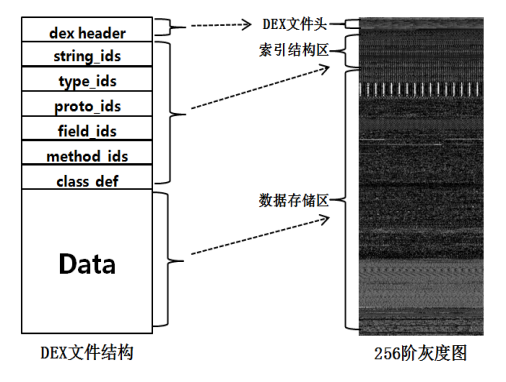 dex header
string_ids
type_ids
proto_ids
field_ids
method_ids
class_def
Data
DEX文件结构
DEX文件头
索引结构区
数据存储区
256阶灰度图